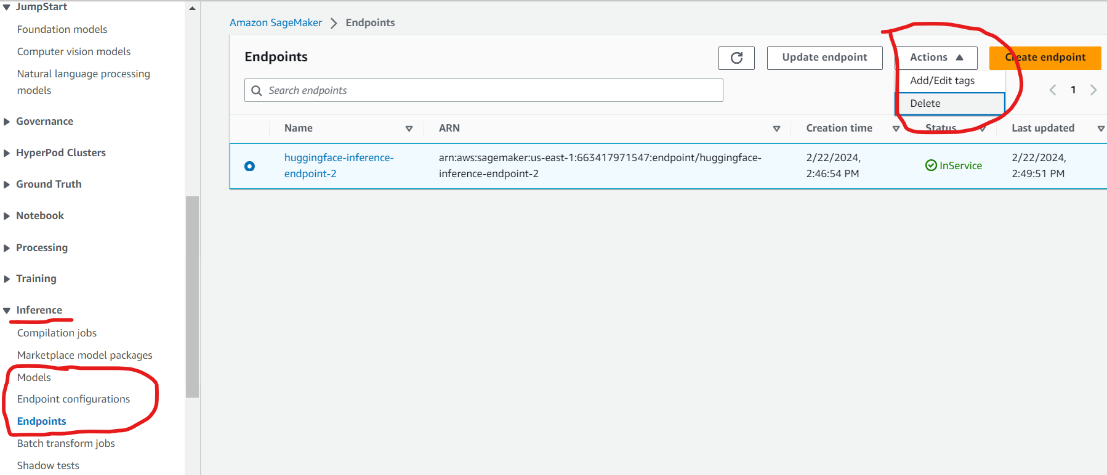 JumpStart
Foundation models
Computer vision models
Natural language processing
models
Governance
HyperPod Clusters
Ground Truth
Notebook
Processing
Training
Inference
Compilation jobs
Marketplace model packages
Models
Endpoint configurations
Endpoints
Batch transform jobs
Shadow tests
Amazon SageMaker > Endpoints
Endpoints
Update endpoint
Actions
Create endpoint
Search endpoints
Add/Edit tags
Delete
1
Name ARN Creation time Status Last updated
huggingface-inference-
endpoint-2
arn:aws:sagemaker:us-east-1:663417971547:endpoint/huggingface-
inference-endpoint-2
2/22/2024,
2:46:54 PM
InService
2/22/2024,
2:49:51 PM